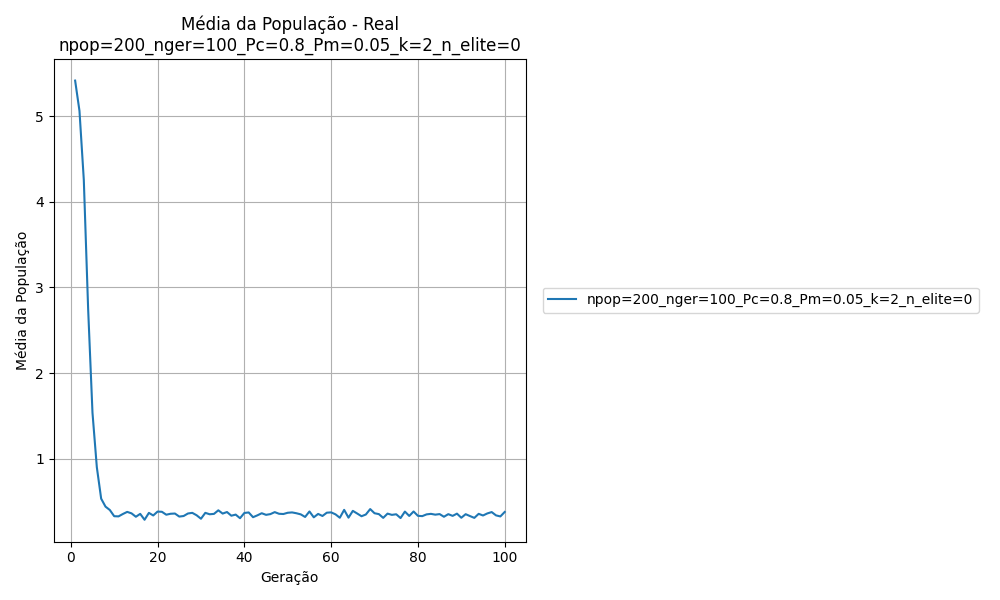 Média da População - Real
npop=200_nger=100_Pc=0.8_Pm=0.05_k=2_n_elite=0
Média da População
5
4
3
2
1
0
20
40
60
80
100
Geração
npop=200_nger=100_Pc=0.8_Pm=0.05_k=2_n_elite=0